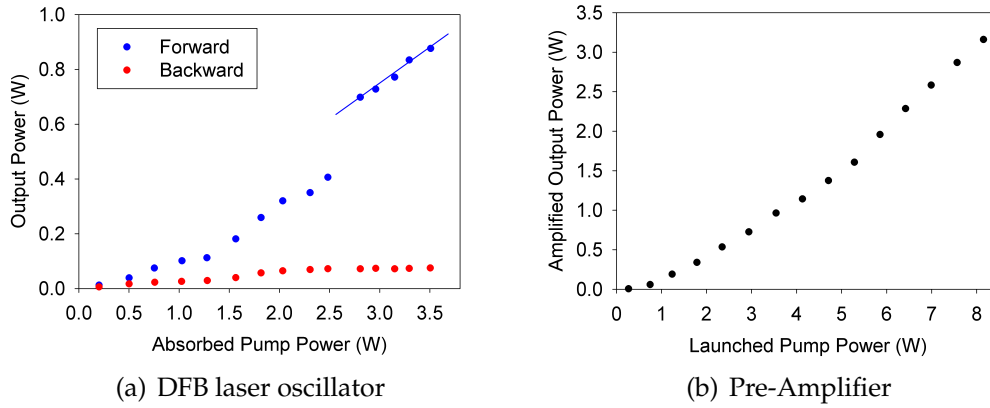 1.0
0.8
0.6
0.4
0.2
0.0
Output Power (W)
Forward
Backward
0.0 0.5 1.0 1.5 2.0 2.5 3.0 3.5
Absorbed Pump Power (W)
(a) DFB laser oscillator
3.5
3.0
2.5
2.0
1.5
1.0
0.5
0.0
Amplified Output Power (W)
0 1 2 3 4 5 6 7 8
Launched Pump Power (W)
(b) Pre-Amplifier